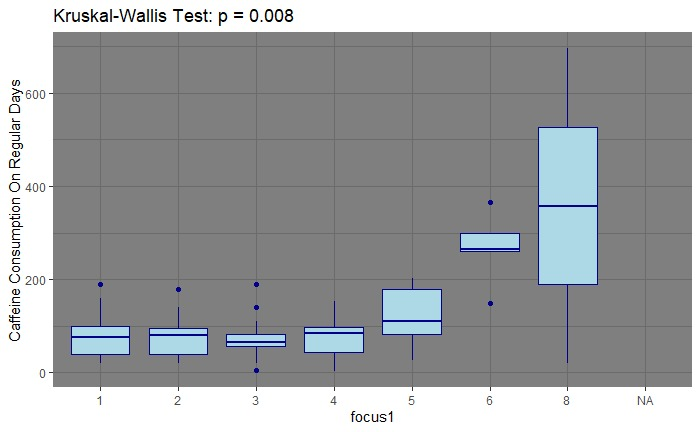 Kruskal-Wallis Test: p = 0.008
Caffeine Consumption On Regular Days
600
400
200
0
1 2 3 4 5 6 8 NA
focus1